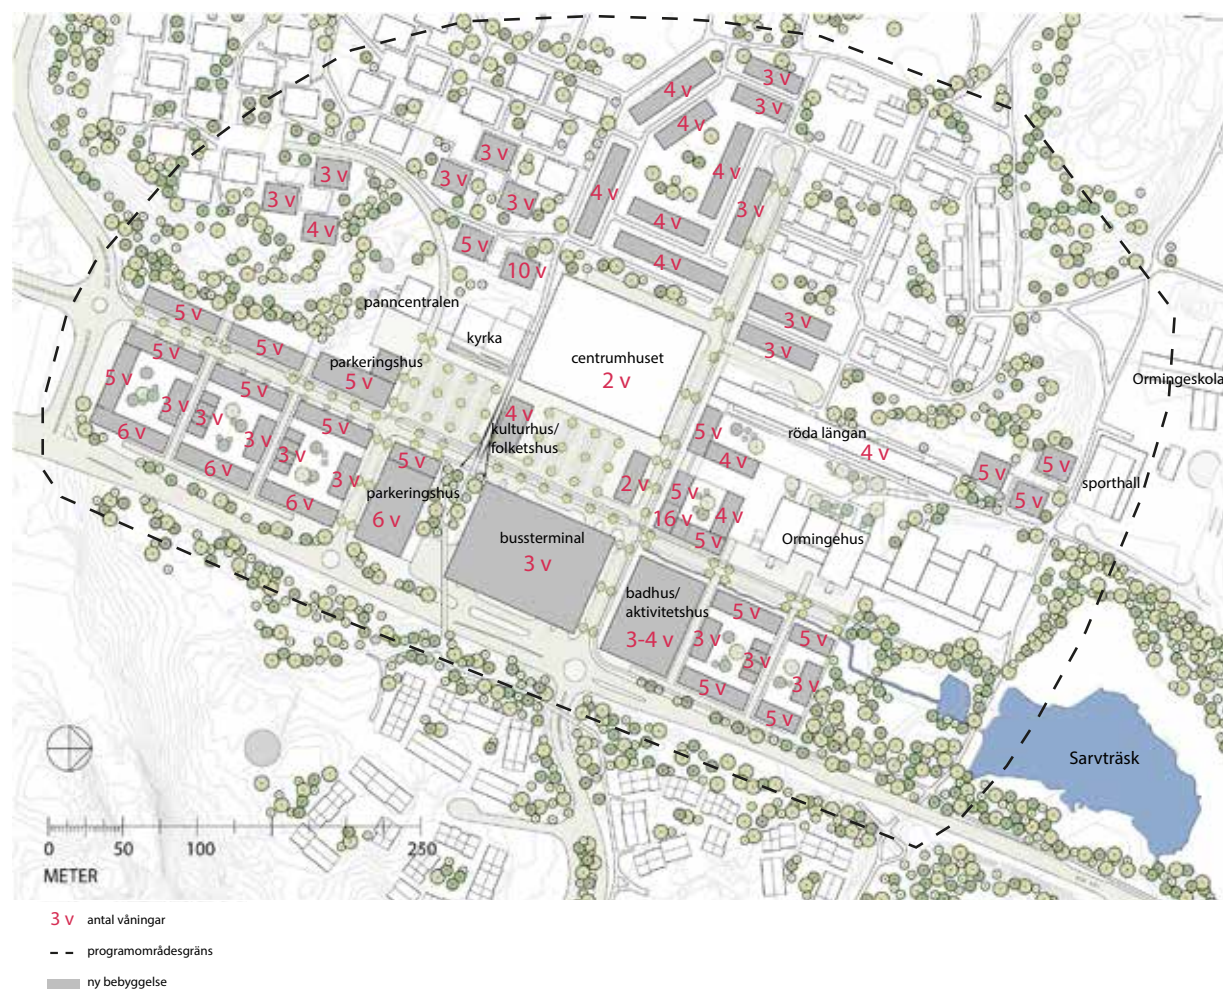 4 v
3 v
3 v
4 v
3 v
3 v
3 v
4 v
3 v
3 v
4 v
3 v
4 v
4 v
5 v
4 v
10 v
panncentralen
5 v
3 v
kyrka
5 v
5 v
3 v
parkeringshus
5 v
centrumhuset
2 v
Ormingeskola
5 v
5 v
3 v
3 v
4 v
kulturhus/
folketshus
5 v
6 v
3 v
3 v
5 v
4 v
röda längan
4 v
5 v
5 v
5 v
sporthall
6 v
3 v
5 v
parkeringshus
6 v
2 v
5 v
4 v
16 v
5 v
6 v
bussterminal
3 v
Ormingehus
badhus/
aktivitetshus
3-4 v
5 v
3 v
3 v
5 v
5 v
3 v
5 v
Sarvträsk
0
50
100
250
METER
3 v antal våningar
programområdesgräns
ny bebyggelse